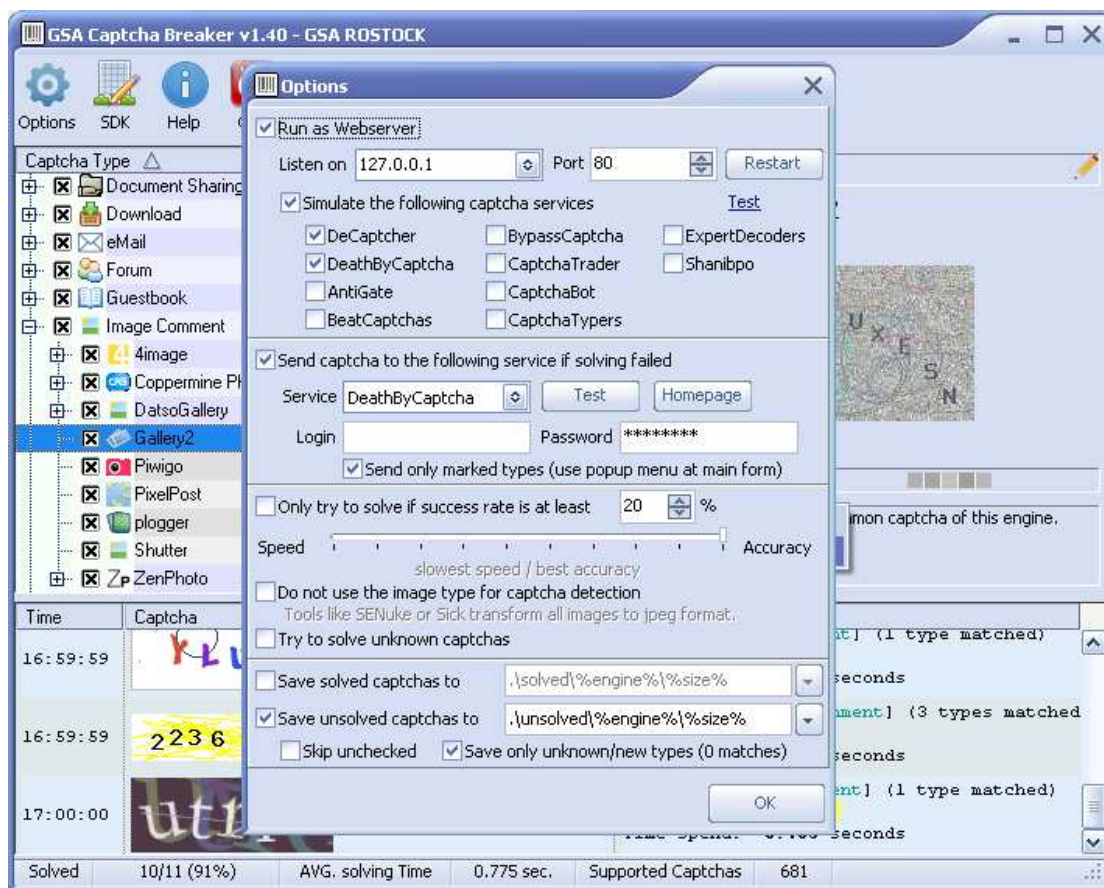 GSA Captcha Breaker v1.40 - GSA ROSTOCK
Options SDK Help
Captcha Type
Document Sharing
Download
eMail
Forum
Guestbook
Image Comment
4image
Coppermine
DatsoGallery
Gallery2
Piwigo
PixelPost
plogger
Shutter
ZenPhoto
Options
Run as Webserver
Listen on 127.0.0.1 Port 80 Restart
Simulate the following captcha services Test
DeCaptcher BypassCaptcha ExpertDecoders
DeathByCaptcha CaptchaTrader Shanibpo
AntiGate CaptchaBot
BeatCaptchas CaptchaTypers
Send captcha to the following service if solving failed
Service DeathByCaptcha Test Homepage
Login Password ********
Send only marked types (use popup menu at main form)
Only try to solve if success rate is at least 20 %
Speed Accuracy
slowest speed / best accuracy
Do not use the image type for captcha detection
Tools like SENuke or Sick transform all images to jpeg format.
Try to solve unknown captchas
Save solved captchas to .\solved\%engine%\%size%
Save unsolved captchas to .\unsolved\%engine%\%size%
Skip unchecked Save only unknown/new types (0 matches)
OK
U X E S N
captcha of this engine.
Time Captcha
16:59:59
16:59:59 2236
17:00:00
(1 type matched)
seconds
(3 types matched
seconds
(1 type matched)
seconds
Solved 10/11 (91%) AVG. solving Time 0.775 sec. Supported Captchas 681